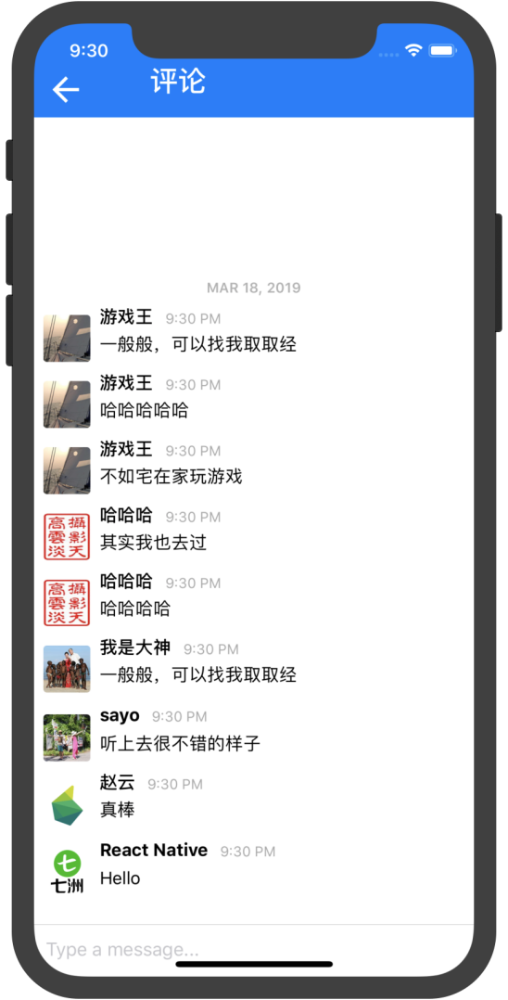 9:30
评论
MAR 18, 2019
游戏王 9:30 PM
一般般，可以找我取取经
游戏王 9:30 PM
哈哈哈哈哈
游戏王 9:30 PM
不如宅在家玩游戏
哈哈哈 9:30 PM
高攝
雲影
淡天
其实我也去过
哈哈哈 9:30 PM
高攝
雲影
淡天
哈哈哈哈
我是大神 9:30 PM
一般般，可以找我取取经
sayo 9:30 PM
听上去很不错的样子
赵云 9:30 PM
真棒
React Native 9:30 PM
七
七洲
Hello
Type a message...